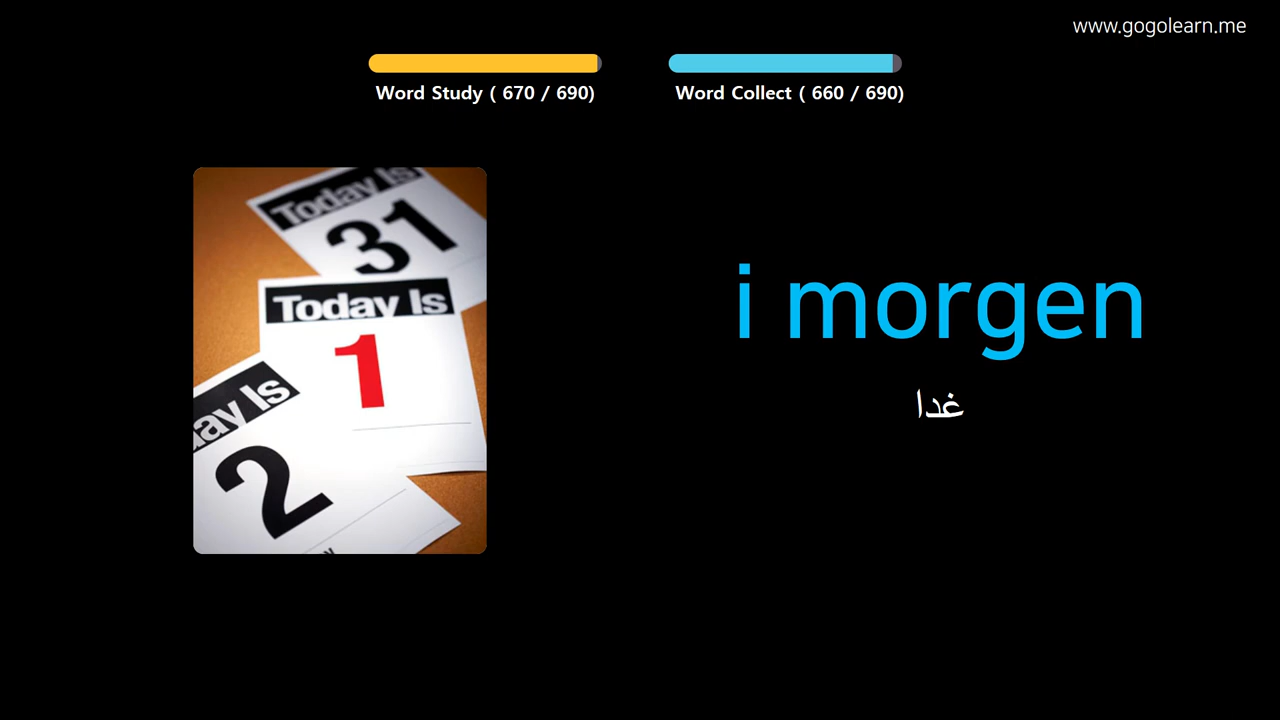 www.gogolearn.me
Word Study ( 670 / 690)
Word Collect ( 660 / 690)
Today Is
31
Today Is
1
ay Is
2
i morgen
غدا